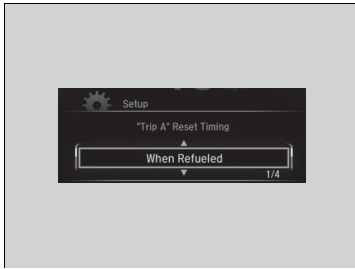 Setup
"Trip A" Reset Timing
When Refueled
1/4